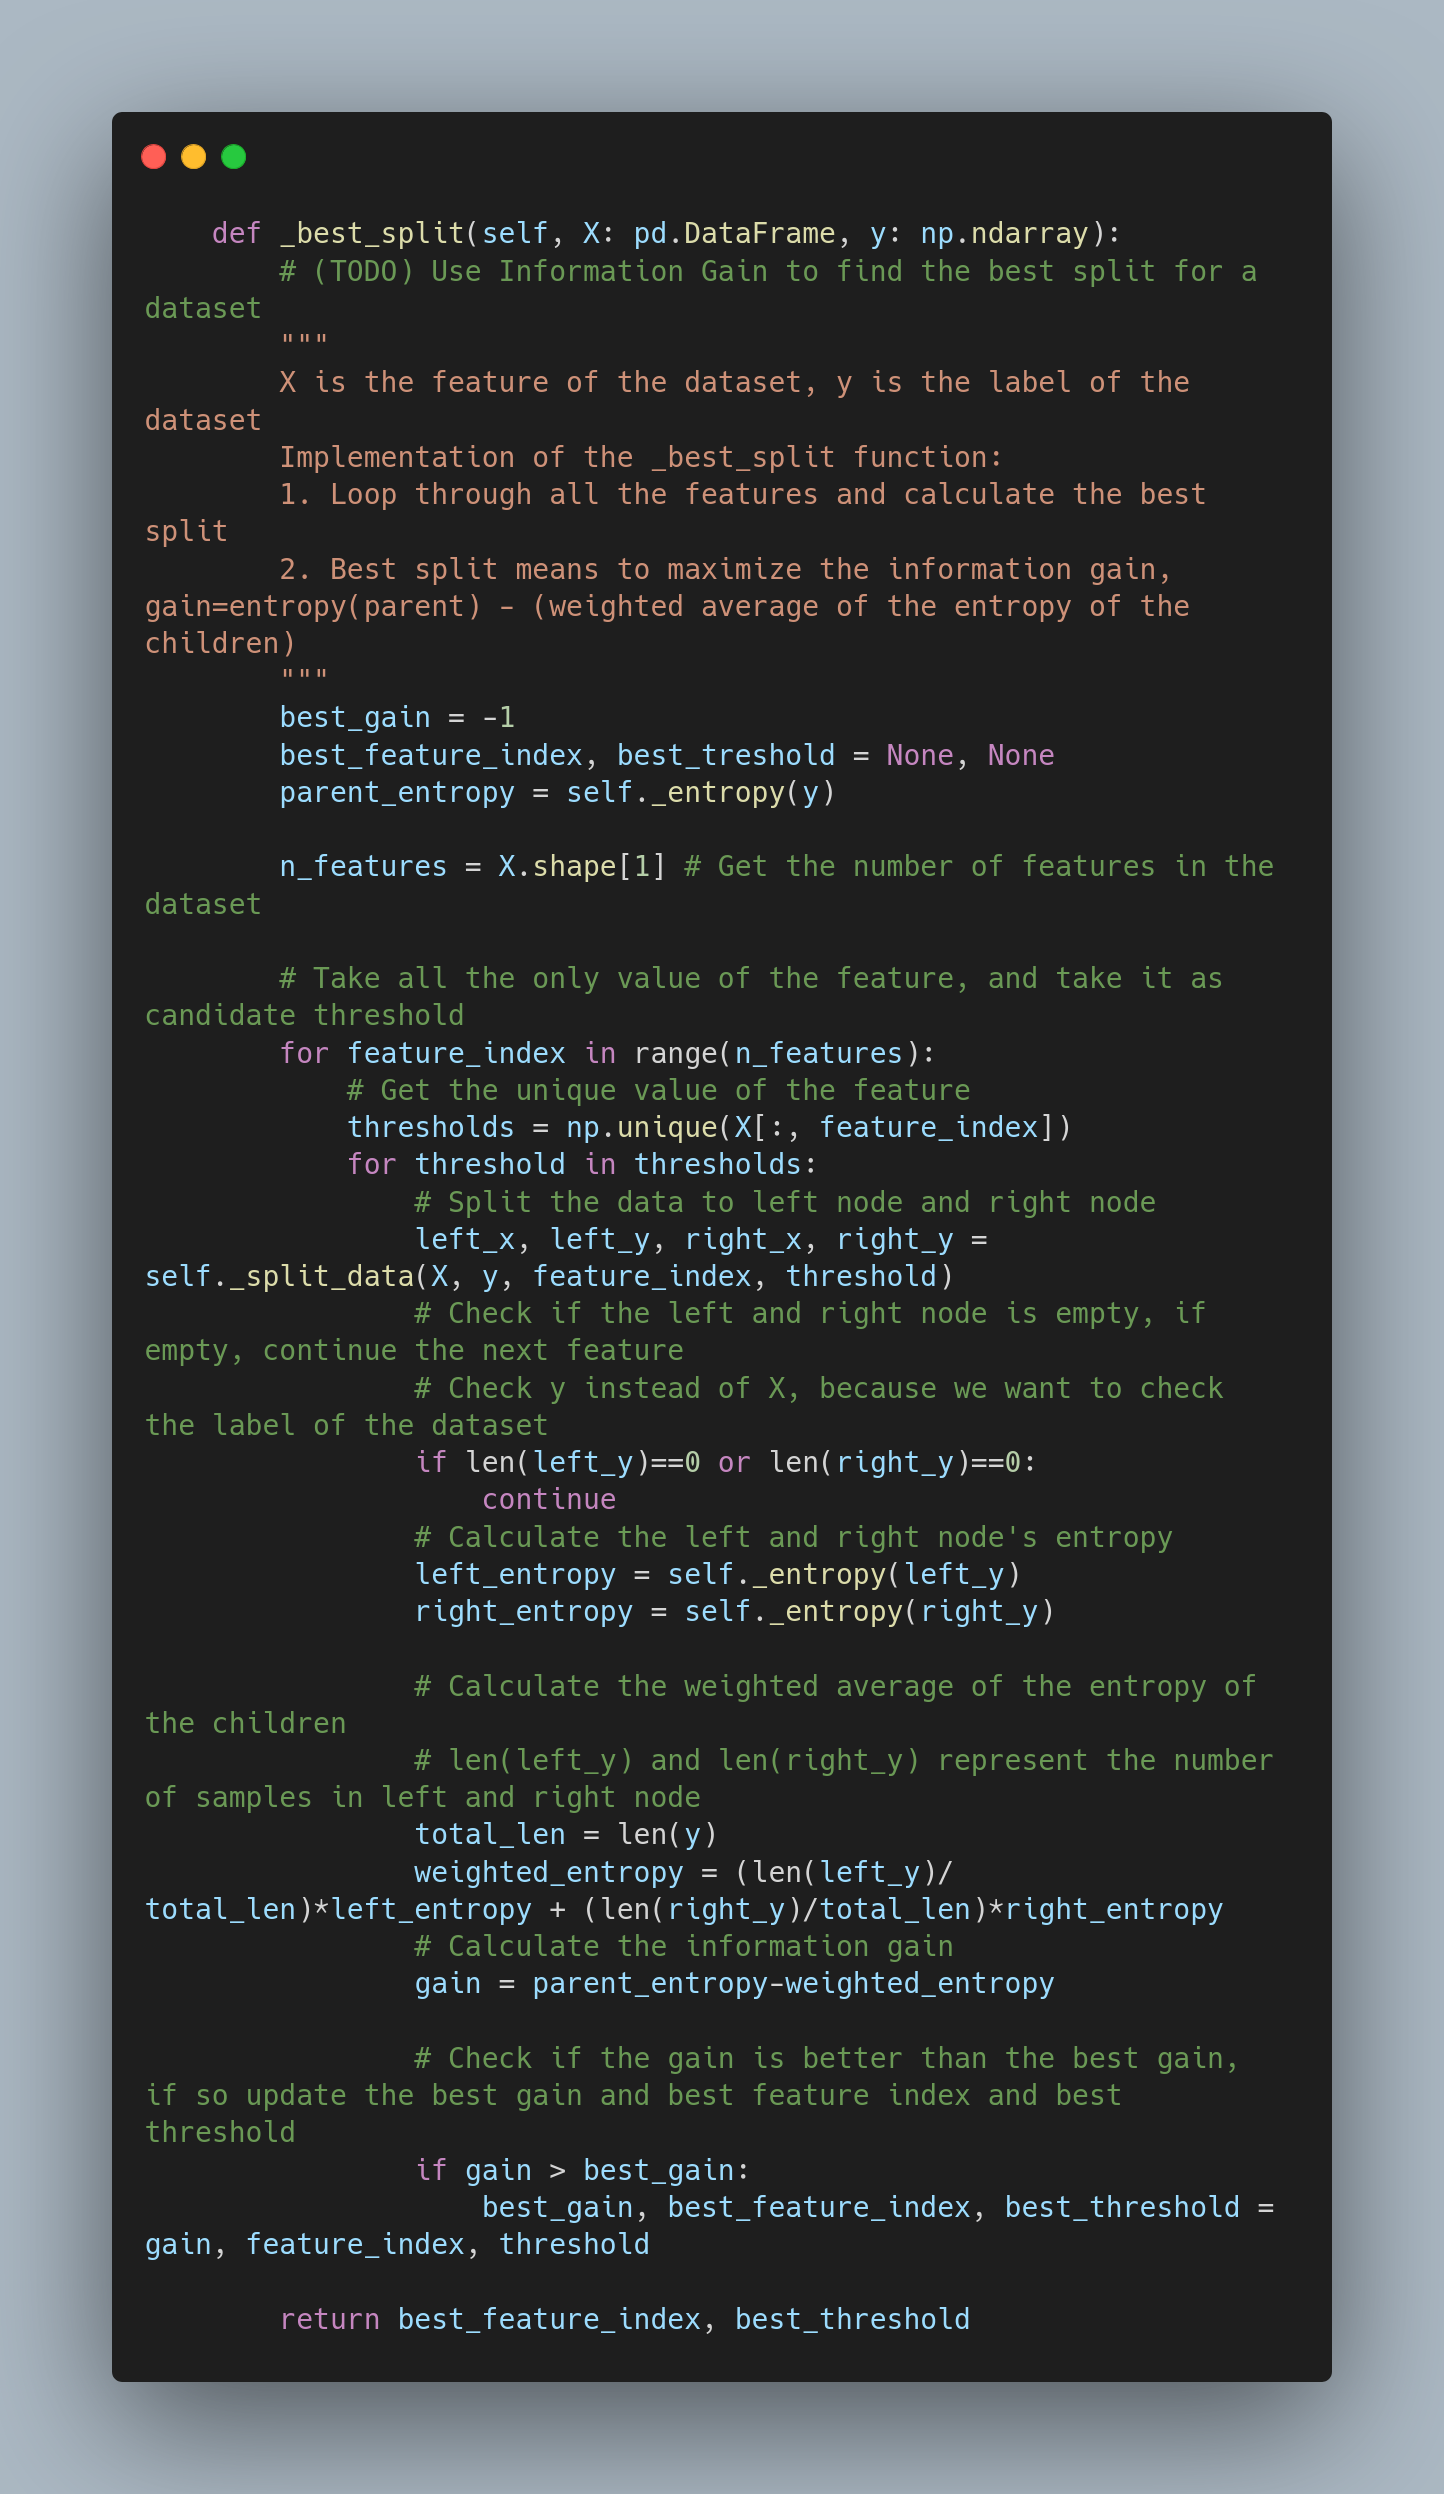 def _best_split(self, X: pd.DataFrame, y: np.ndarray):
# (TODO) Use Information Gain to find the best split for a
dataset
"""
X is the feature of the dataset, y is the label of the
dataset
Implementation of the _best_split function:
1. Loop through all the features and calculate the best
split
2. Best split means to maximize the information gain,
gain=entropy(parent) - (weighted average of the entropy of the
children)
"""
best_gain = -1
best_feature_index, best_treshold = None, None
parent_entropy = self._entropy(y)
n_features = X.shape[1] # Get the number of features in the
dataset
# Take all the only value of the feature, and take it as
candidate threshold
for feature_index in range(n_features):
# Get the unique value of the feature
thresholds = np.unique(X[:, feature_index])
for threshold in thresholds:
# Split the data to left node and right node
left_x, left_y, right_x, right_y =
self._split_data(X, y, feature_index, threshold)
# Check if the left and right node is empty, if
empty, continue the next feature
# Check y instead of X, because we want to check
the label of the dataset
if len(left_y)==0 or len(right_y)==0:
continue
# Calculate the left and right node's entropy
left_entropy = self._entropy(left_y)
right_entropy = self._entropy(right_y)
# Calculate the weighted average of the entropy of
the children
# len(left_y) and len(right_y) represent the number
of samples in left and right node
total_len = len(y)
weighted_entropy = (len(left_y)/
total_len)*left_entropy + (len(right_y)/total_len)*right_entropy
# Calculate the information gain
gain = parent_entropy-weighted_entropy
# Check if the gain is better than the best gain,
if so update the best gain and best feature index and best
threshold
if gain > best_gain:
best_gain, best_feature_index, best_threshold =
gain, feature_index, threshold
return best_feature_index, best_threshold